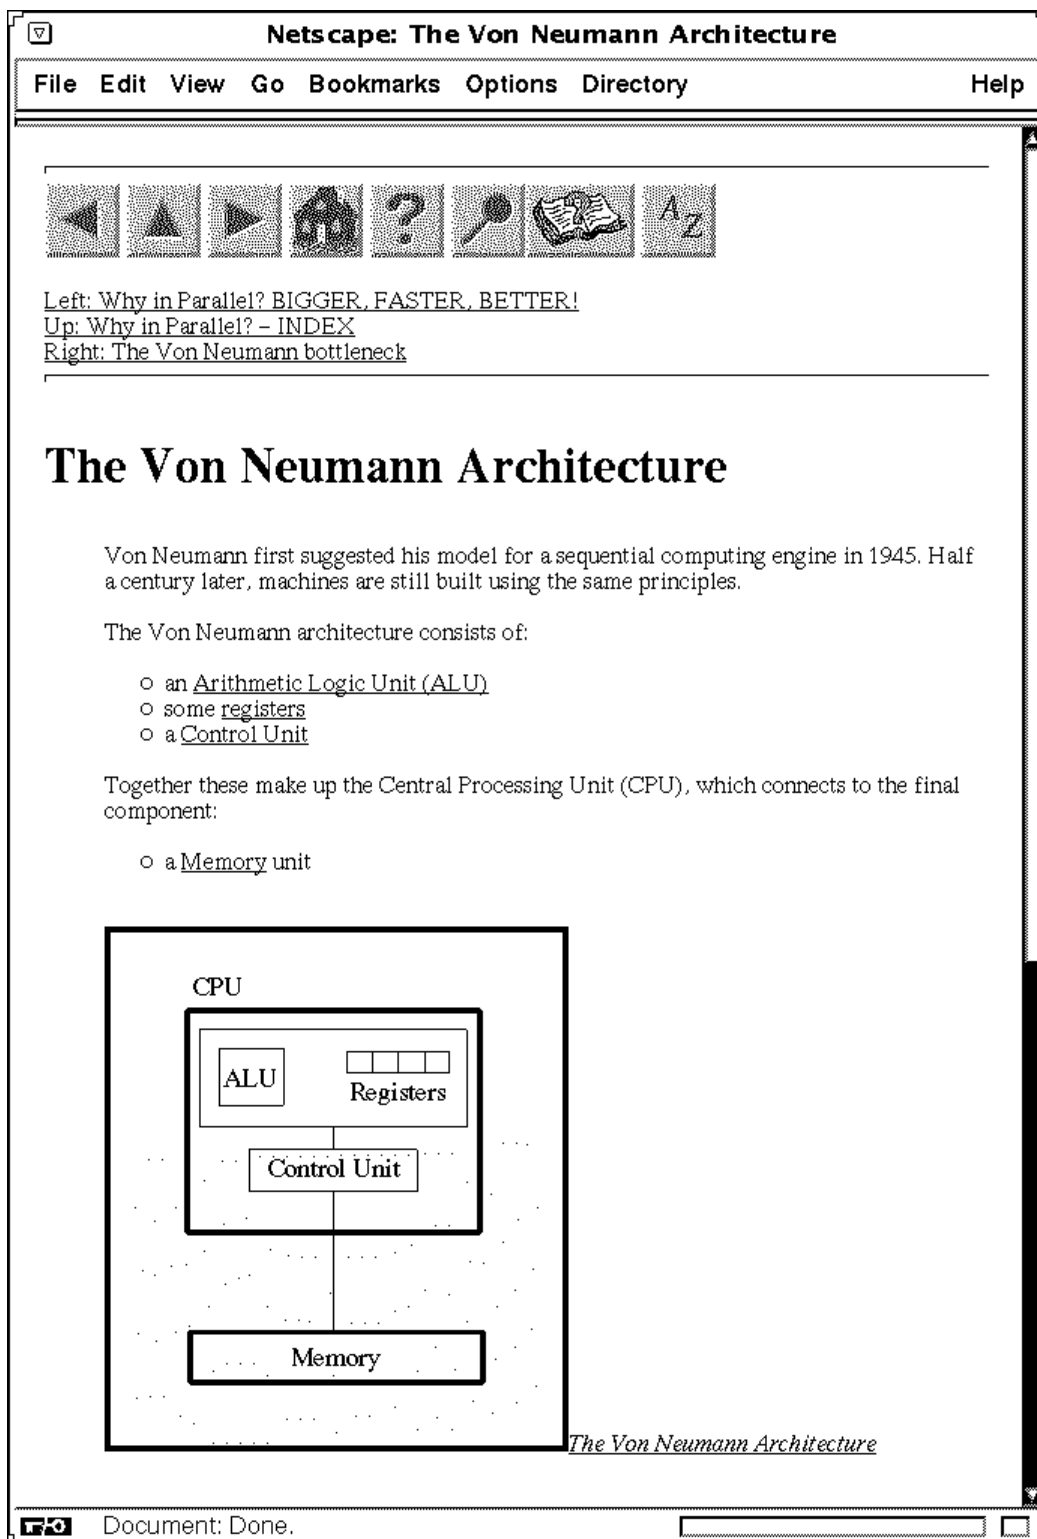 Netscape: The Von Neumann Architecture
File Edit View Go Bookmarks Options Directory Help
? A Z
Left: Why in Parallel? BIGGER, FASTER, BETTER!
Up: Why in Parallel? – INDEX
Right: The Von Neumann bottleneck
The Von Neumann Architecture
Von Neumann first suggested his model for a sequential computing engine in 1945. Half
a century later, machines are still built using the same principles.
The Von Neumann architecture consists of:
an Arithmetic Logic Unit (ALU)
some registers
a Control Unit
Together these make up the Central Processing Unit (CPU), which connects to the final
component:
a Memory unit
CPU
ALU
Registers
Control Unit
Memory
The Von Neumann Architecture
Document: Done.